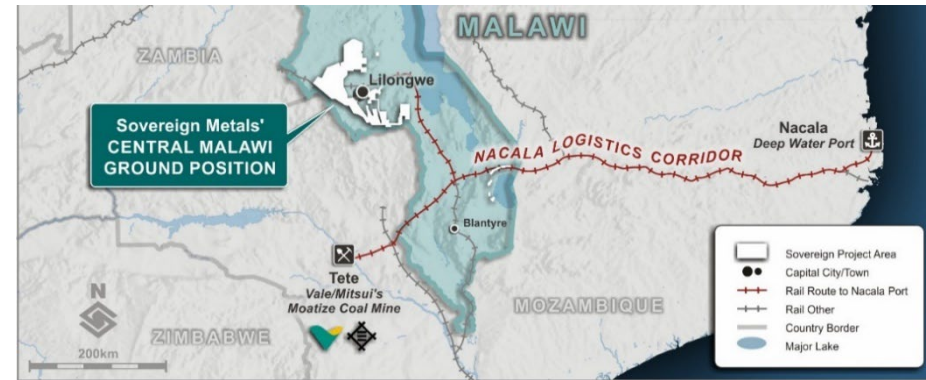 MALAWI
ZAMBIA
Lilongwe
Sovereign Metals'
CENTRAL MALAWI
GROUND POSITION
NACALA LOGISTICS CORRIDOR
Nacala
Deep Water Port
Blantyre
Tete
Vale/Mitsui's
Moatize Coal Mine
MOZAMBIQUE
ZIMBABWE
N
200km
Sovereign Project Area
Capital City/Town
Rail Route to Nacala Port
Rail Other
Country Border
Major Lake